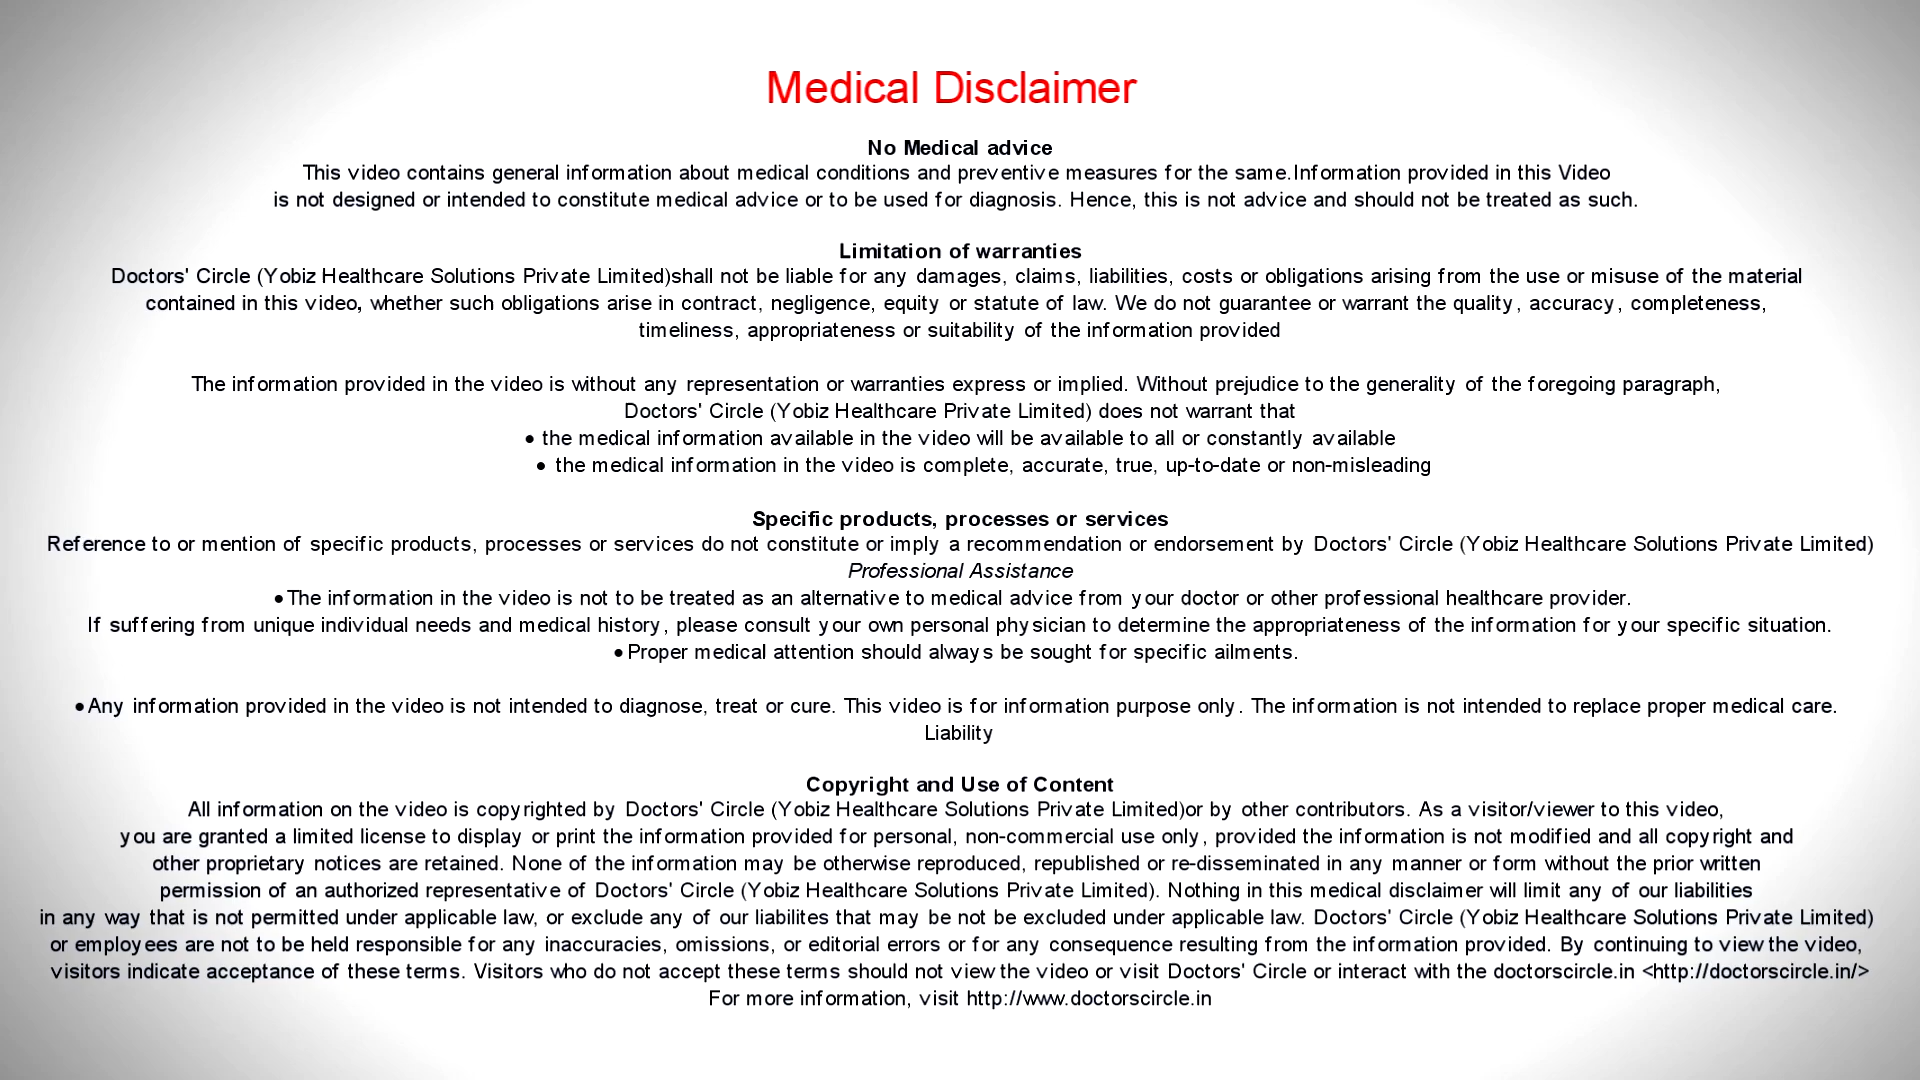 Medical Disclaimer
No Medical advice
This video contains general information about medical conditions and preventive measures for the same.Information provided in this Video
is not designed or intended to constitute medical advice or to be used for diagnosis. Hence, this is not advice and should not be treated as such.
Limitation of warranties
Doctors' Circle (Yobiz Healthcare Solutions Private Limited)shall not be liable for any damages, claims, liabilities, costs or obligations arising from the use or misuse of the material
contained in this video, whether such obligations arise in contract, negligence, equity or statute of law. We do not guarantee or warrant the quality, accuracy, completeness,
timeliness, appropriateness or suitability of the information provided
The information provided in the video is without any representation or warranties express or implied. Without prejudice to the generality of the foregoing paragraph,
Doctors' Circle (Yobiz Healthcare Private Limited) does not warrant that
• the medical information available in the video will be available to all or constantly available
• the medical information in the video is complete, accurate, true, up-to-date or non-misleading
Specific products, processes or services
Reference to or mention of specific products, processes or services do not constitute or imply a recommendation or endorsement by Doctors' Circle (Yobiz Healthcare Solutions Private Limited)
Professional Assistance
•The information in the video is not to be treated as an alternative to medical advice from your doctor or other professional healthcare provider.
If suffering from unique individual needs and medical history, please consult your own personal physician to determine the appropriateness of the information for your specific situation.
•Proper medical attention should always be sought for specific ailments.
•Any information provided in the video is not intended to diagnose, treat or cure. This video is for information purpose only. The information is not intended to replace proper medical care.
Liability
Copyright and Use of Content
All information on the video is copyrighted by Doctors' Circle (Yobiz Healthcare Solutions Private Limited)or by other contributors. As a visitor/viewer to this video,
you are granted a limited license to display or print the information provided for personal, non-commercial use only, provided the information is not modified and all copyright and
other proprietary notices are retained. None of the information may be otherwise reproduced, republished or re-disseminated in any manner or form without the prior written
permission of an authorized representative of Doctors' Circle (Yobiz Healthcare Solutions Private Limited). Nothing in this medical disclaimer will limit any of our liabilities
in any way that is not permitted under applicable law, or exclude any of our liabilites that may be not be excluded under applicable law. Doctors' Circle (Yobiz Healthcare Solutions Private Limited)
or employees are not to be held responsible for any inaccuracies, omissions, or editorial errors or for any consequence resulting from the information provided. By continuing to view the video,
visitors indicate acceptance of these terms. Visitors who do not accept these terms should not view the video or visit Doctors' Circle or interact with the doctorscircle.in <http://doctorscircle.in/>
For more information, visit http://www.doctorscircle.in